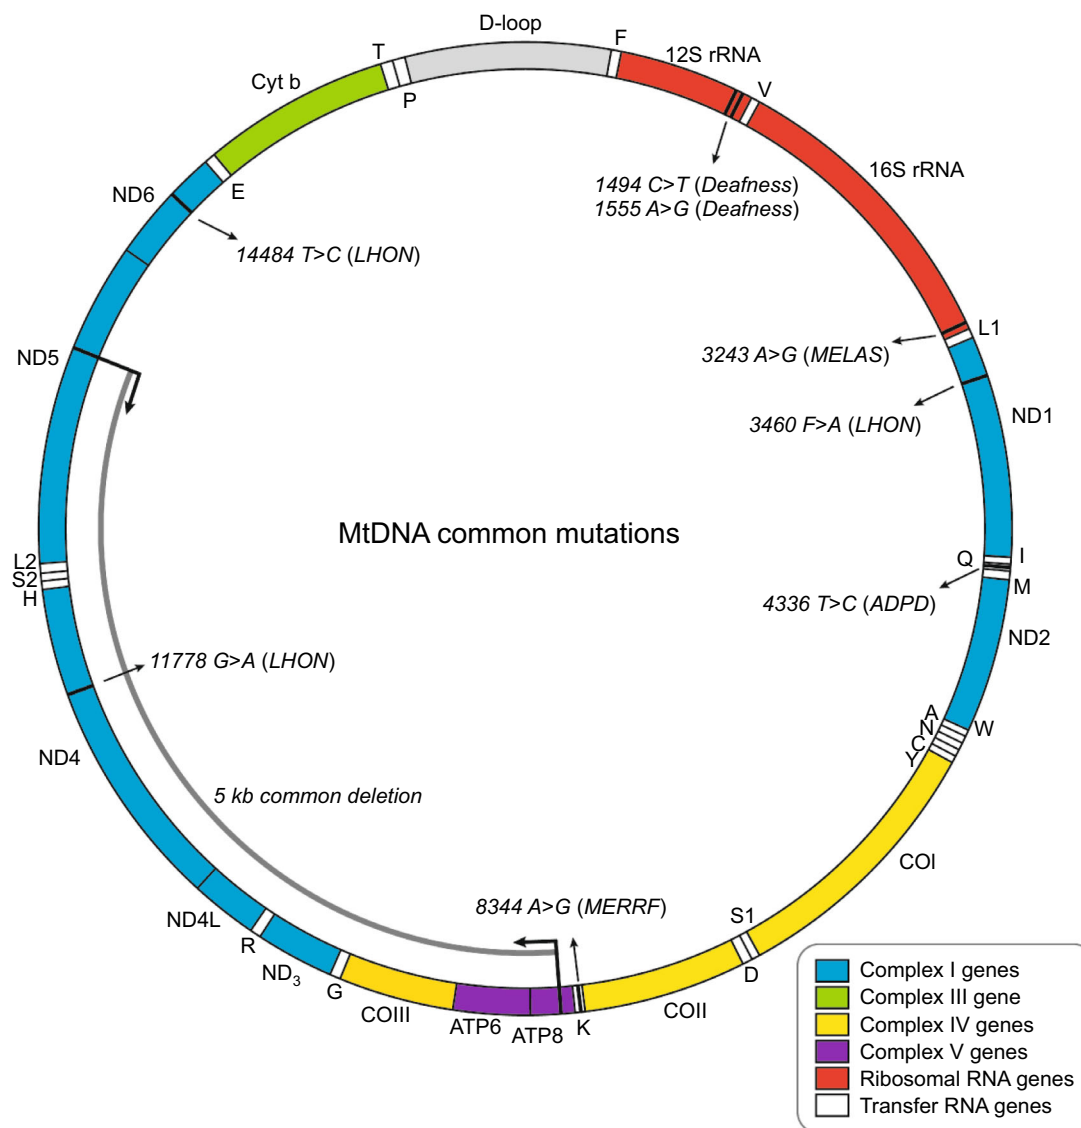 D-loop
T
F
12S rRNA
Cyt b
P
V
16S rRNA
ND6
E
1494 C>T (Deafness)
1555 A>G (Deafness)
14484 T>C (LHON)
L1
3243 A>G (MELAS)
ND5
3460 F>A (LHON)
ND1
MtDNA common mutations
L2
S2
H
Q
I
M
4336 T>C (ADPD)
ND2
11778 G>A (LHON)
A
N
C
Y
W
ND4
5 kb common deletion
COI
8344 A>G (MERRF)
S1
ND4L
R
ND3
G
D
COIII
ATP6
ATP8
K
COII
Complex I genes
Complex III gene
Complex IV genes
Complex V genes
Ribosomal RNA genes
Transfer RNA genes